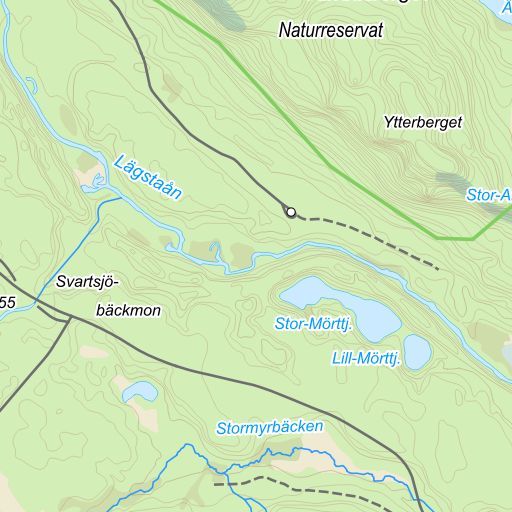 Naturreservat
Ytterberget
Lägstaån
Stor-A
Svartsjö-
bäckmon
55
Stor-Mörttj.
Lill-Mörttj.
Stormyrbäcken